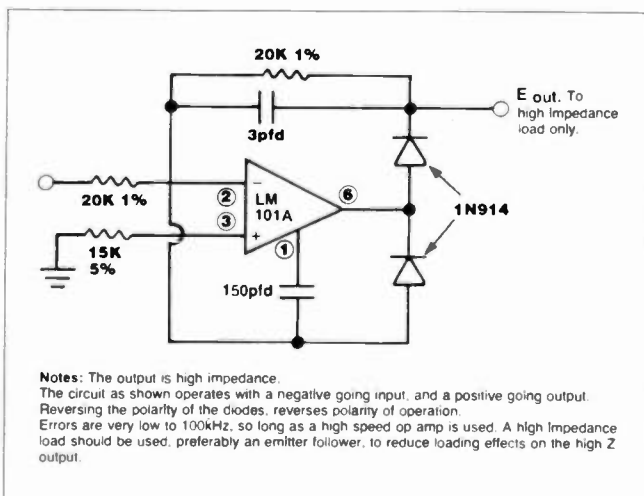 20K 1%
3pfd
E out. To
high impedance
load only.
20K 1%
2
3
LM
101A
6
1N914
15K
5%
1
150pfd
Notes: The output is high impedance.
The circuit as shown operates with a negative going input, and a positive going output.
Reversing the polarity of the diodes, reverses polarity of operation.
Errors are very low to 100kHz, so long as a high speed op amp is used. A high impedance
load should be used, preferably an emitter follower, to reduce loading effects on the high Z
output.